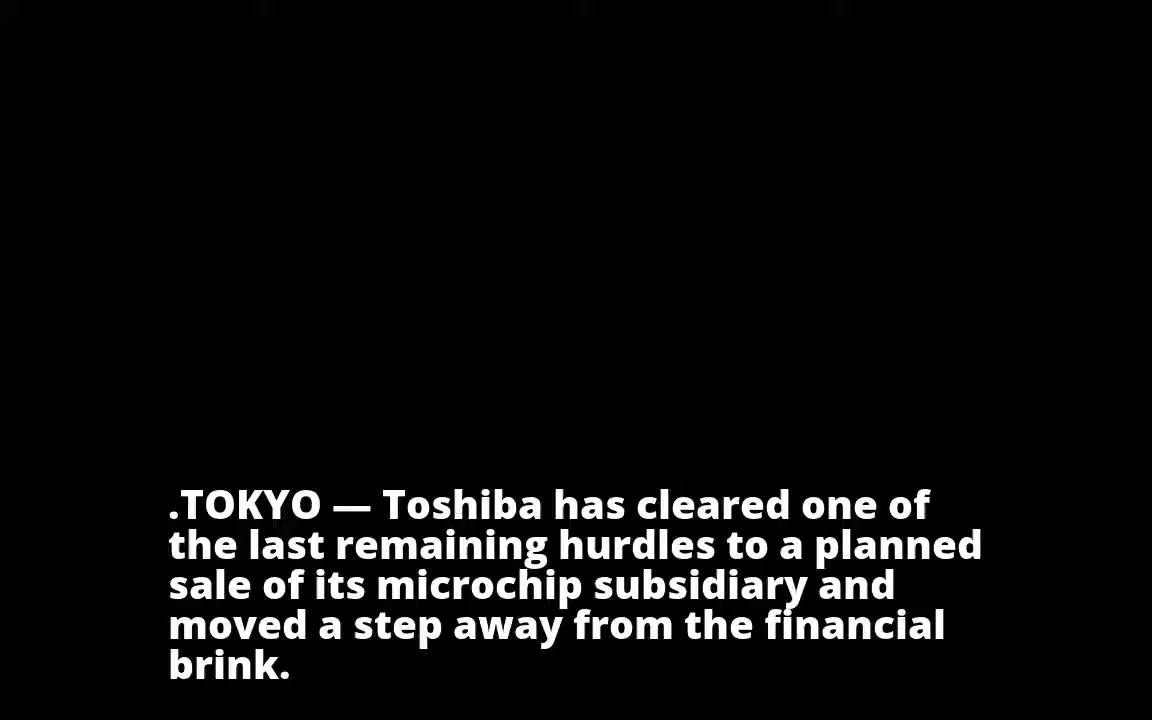 .TOKYO — Toshiba has cleared one of
the last remaining hurdles to a planned
sale of its microchip subsidiary and
moved a step away from the financial
brink.